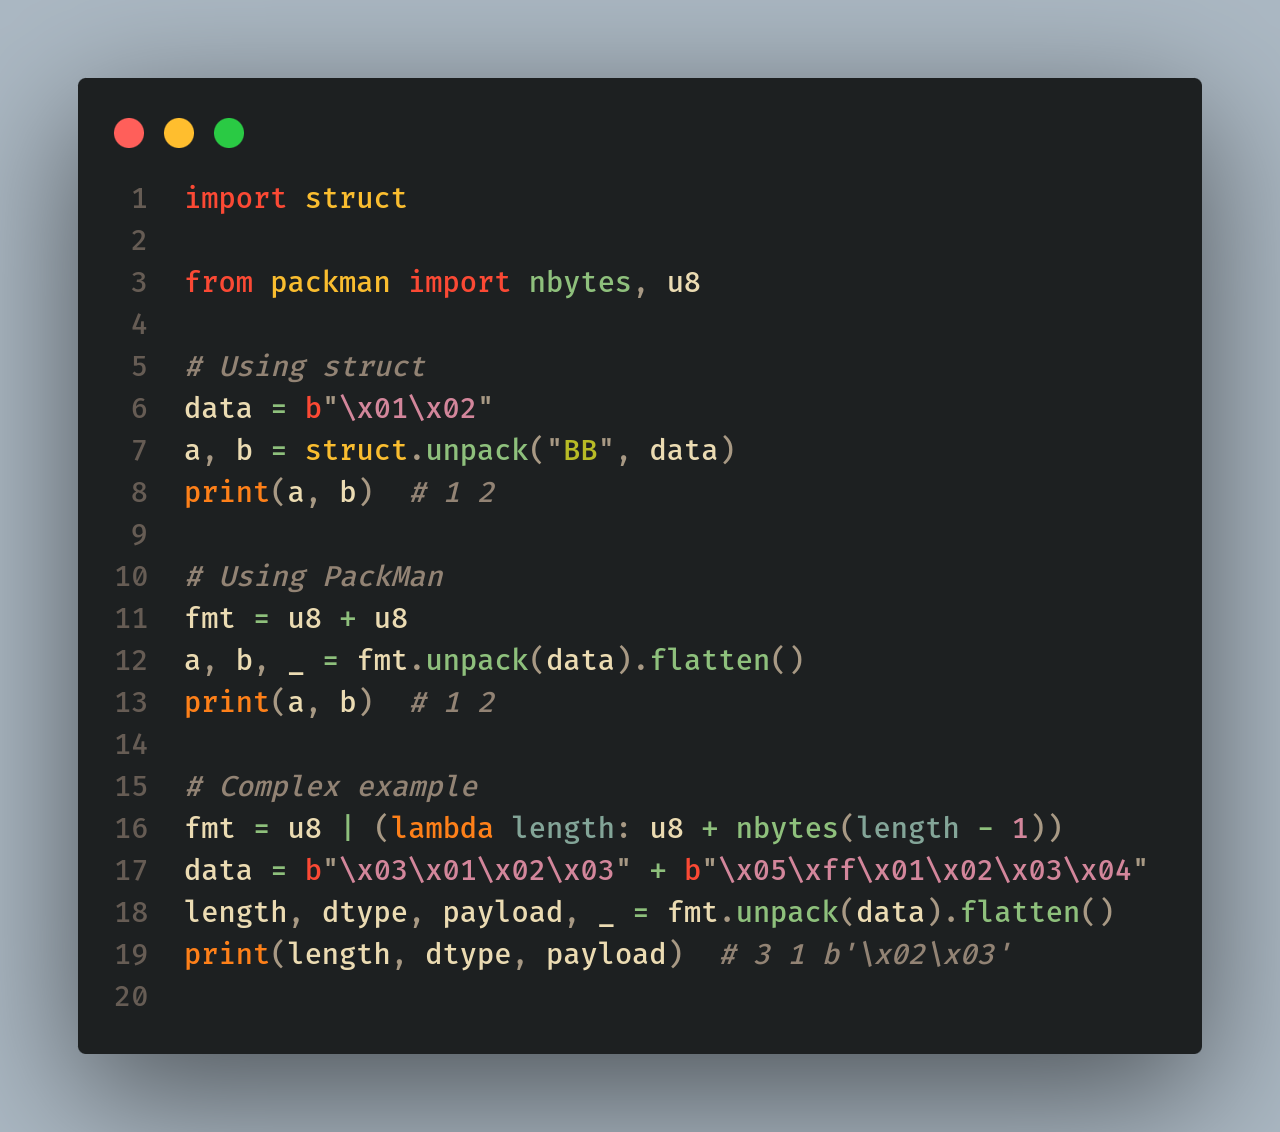 1 import struct
2
3 from packman import nbytes, u8
4
5 # Using struct
6 data = b"\x01\x02"
7 a, b = struct.unpack("BB", data)
8 print(a, b)  # 1 2
9
10 # Using PackMan
11 fmt = u8 + u8
12 a, b, _ = fmt.unpack(data).flatten()
13 print(a, b)  # 1 2
14
15 # Complex example
16 fmt = u8 | (lambda length: u8 + nbytes(length - 1))
17 data = b"\x03\x01\x02\x03" + b"\x05\xff\x01\x02\x03\x04"
18 length, dtype, payload, _ = fmt.unpack(data).flatten()
19 print(length, dtype, payload)  # 3 1 b'\x02\x03'
20